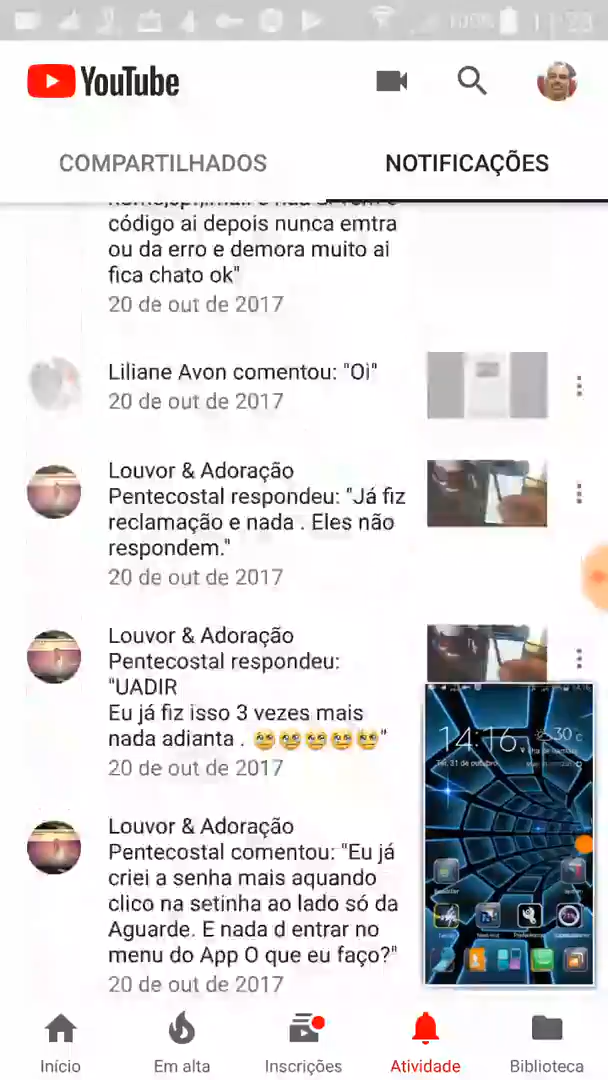 YouTube
COMPARTILHADOS
NOTIFICAÇÕES
código ai depois nunca emtra
ou da erro e demora muito ai
fica chato ok"
20 de out de 2017
Liliane Avon comentou: "Oi"
20 de out de 2017
Louvor & Adoração
Pentecostal respondeu: "Já fiz
reclamação e nada . Eles não
respondem."
20 de out de 2017
Louvor & Adoração
Pentecostal respondeu:
"UADIR
Eu já fiz isso 3 vezes mais
nada adianta . 😢😢😢😢😢"
20 de out de 2017
14:16
30
Ter, 31 de outubro
Louvor & Adoração
Pentecostal comentou: "Eu já
criei a senha mais aquando
clico na setinha ao lado só da
Aguarde. E nada d entrar no
menu do App O que eu faço?"
20 de out de 2017
Início
Em alta
Inscrições
Atividade
Biblioteca